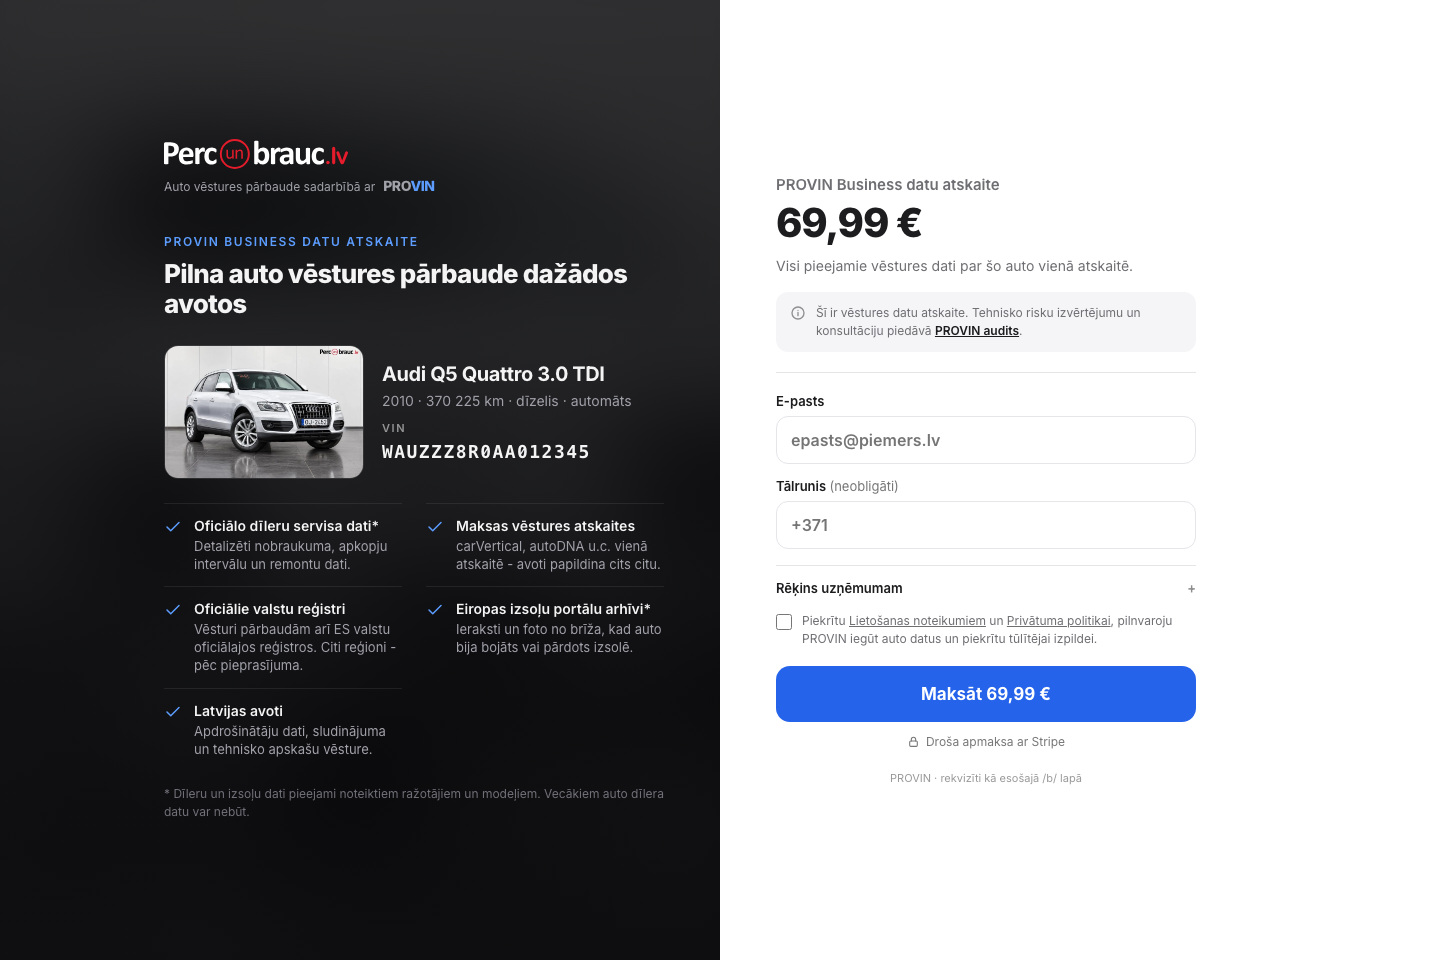 Perc un brauc.lv
Auto vēstures pārbaude sadarbībā ar PROVIN
PROVIN BUSINESS DATU ATSKAITE
Pilna auto vēstures pārbaude dažādos
avotos
Perc un brauc.lv
Audi Q5 Quattro 3.0 TDI
2010 · 370 225 km · dīzelis · automāts
VIN
WAUZZZ8R0AA012345
Oficiālo dīleru servisa dati*
Detalizēti nobraukuma, apkopju
intervālu un remontu dati.
Maksas vēstures atskaites
carVertical, autoDNA u.c. vienā
atskaitē - avoti papildina cits citu.
Oficiālie valstu reģistri
Vēsturi pārbaudām arī ES valstu
oficiālajos reģistros. Citi reģioni -
pēc pieprasījuma.
Eiropas izsoļu portālu arhīvi*
Ieraksti un foto no brīža, kad auto
bija bojāts vai pārdots izsolē.
Latvijas avoti
Apdrošinātāju dati, sludinājuma
un tehnisko apskašu vēsture.
* Dīleru un izsoļu dati pieejami noteiktiem ražotājiem un modeļiem. Vecākiem auto dīlera
datu var nebūt.
PROVIN Business datu atskaite
69,99 €
Visi pieejamie vēstures dati par šo auto vienā atskaitē.
Šī ir vēstures datu atskaite. Tehnisko risku izvērtējumu un
konsultāciju piedāvā PROVIN audits.
E-pasts
epasts@piemers.lv
Tālrunis (neobligāti)
+371
Rēķins uzņēmumam +
Piekrītu Lietošanas noteikumiem un Privātuma politikai, pilnvaroju
PROVIN iegūt auto datus un piekrītu tūlītējai izpildei.
Maksāt 69,99 €
Droša apmaksa ar Stripe
PROVIN · rekvizīti kā esošajā /b/ lapā